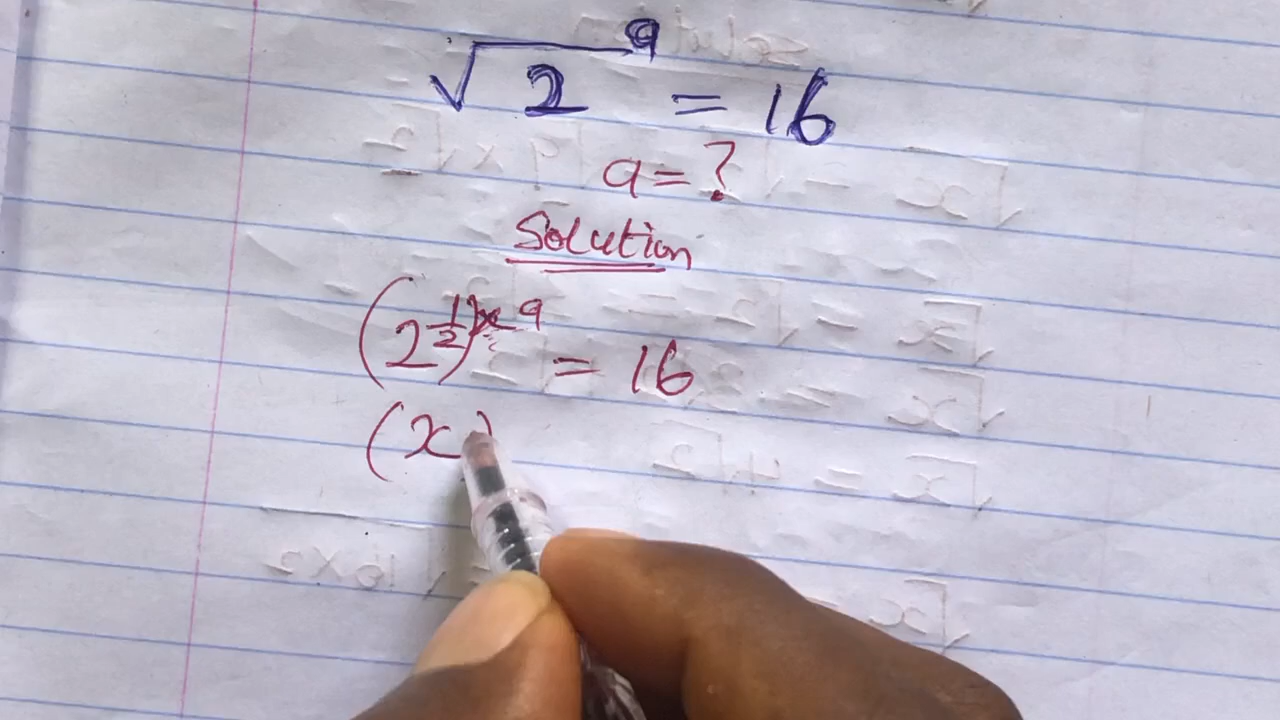 √2^a = 16
a = ?
Solution
(2^1/2)^a = 16
(x)